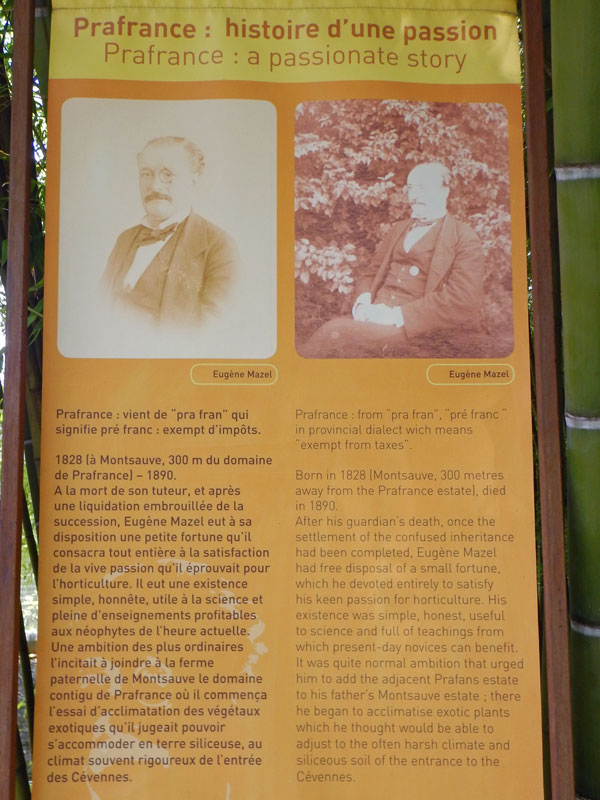 Prafrance : histoire d'une passion
Prafrance : a passionate story
Eugène Mazel
Eugène Mazel
Prafrance : vient de "pra fran" qui
signifie pré franc : exempt d'impôts.
1828 (à Montsauve, 300 m du domaine
de Prafrance) – 1890.
A la mort de son tuteur, et après
une liquidation embrouillée de la
succession, Eugène Mazel eut à sa
disposition une petite fortune qu'il
consacra tout entière à la satisfaction
de la vive passion qu'il éprouvait pour
l'horticulture. Il eut une existence
simple, honnête, utile à la science et
pleine d'enseignements profitables
aux néophytes de l'heure actuelle.
Une ambition des plus ordinaires
l'incitait à joindre à la ferme
paternelle de Montsauve le domaine
contigu de Prafrance où il commença
l'essai d'acclimatation des végétaux
exotiques qu'il jugeait pouvoir
s'accommoder en terre siliceuse, au
climat souvent rigoureux de l'entrée
des Cévennes.
Prafrance : from "pra fran", "pré franc "
in provincial dialect wich means
"exempt from taxes".
Born in 1828 (Montsauve, 300 metres
away from the Prafrance estate), died
in 1890.
After his guardian's death, once the
settlement of the confused inheritance
had been completed, Eugène Mazel
had free disposal of a small fortune,
which he devoted entirely to satisfy
his keen passion for horticulture. His
existence was simple, honest, useful
to science and full of teachings from
which present-day novices can benefit.
It was quite normal ambition that urged
him to add the adjacent Prafans estate
to his father's Montsauve estate ; there
he began to acclimatise exotic plants
which he thought would be able to
adjust to the often harsh climate and
siliceous soil of the entrance to the
Cévennes.